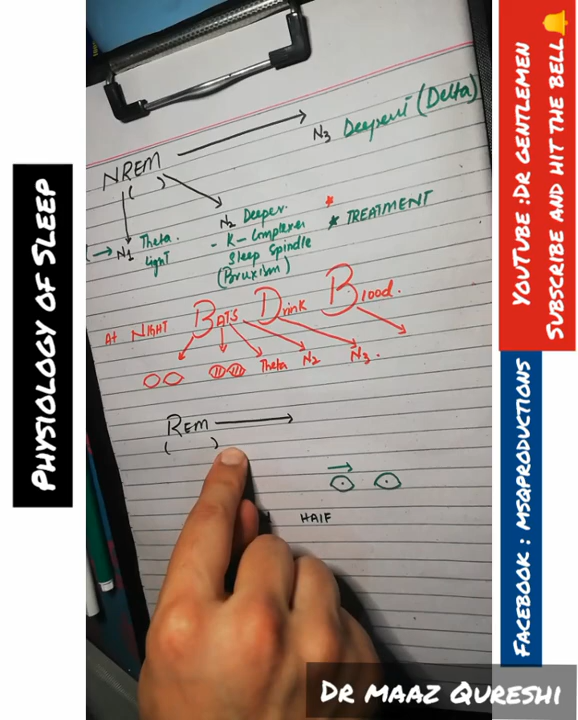 Physiology of Sleep
YouTube :Dr Gentlemen
Subscribe and hit the bell
Facebook : msqproductions
NREM
( )
N3 Deepest (Delta)
N1 Theta.
light
N2 Deeper.
- K-Complexes
Sleep Spindle
(Bruxism)
* TREATMENT
At NIGHT BATS Drink Blood.
Theta N2 N3.
REM
( )
HAIF
Dr Maaz Qureshi